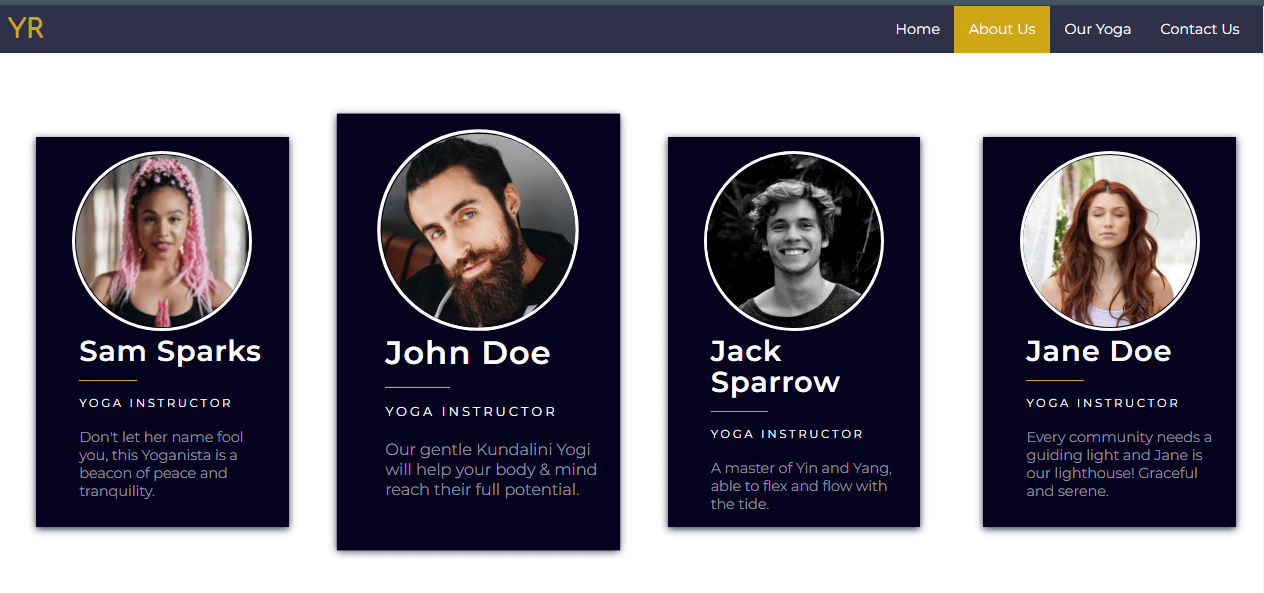 YR
Home
About Us
Our Yoga
Contact Us
Sam Sparks
YOGA INSTRUCTOR
Don't let her name fool
you, this Yoganista is a
beacon of peace and
tranquility.
John Doe
YOGA INSTRUCTOR
Our gentle Kundalini Yogi
will help your body & mind
reach their full potential.
Jack
Sparrow
YOGA INSTRUCTOR
A master of Yin and Yang,
able to flex and flow with
the tide.
Jane Doe
YOGA INSTRUCTOR
Every community needs a
guiding light and Jane is
our lighthouse! Graceful
and serene.